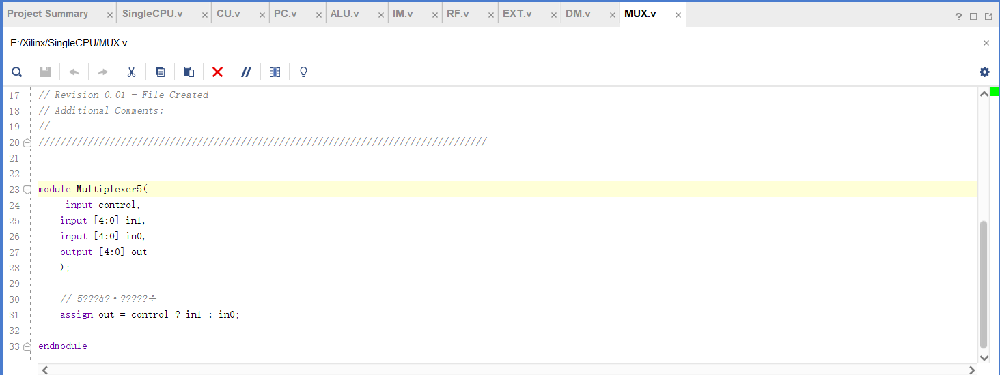 Project Summary × SingleCPU.v × CU.v × PC.v × ALU.v × IM.v × RF.v × EXT.v × DM.v × MUX.v ×
E:/Xilinx/SingleCPU/MUX.v
17 // Revision 0.01 - File Created
18 // Additional Comments:
19 //
20 //////////////////////////////////////////////////////////////////////////////////
21
22
23 module Multiplexer5(
24 input control,
25 input [4:0] in1,
26 input [4:0] in0,
27 output [4:0] out
28 );
29
30 // 5???à?·?????÷
31 assign out = control ? in1 : in0;
32
33 endmodule